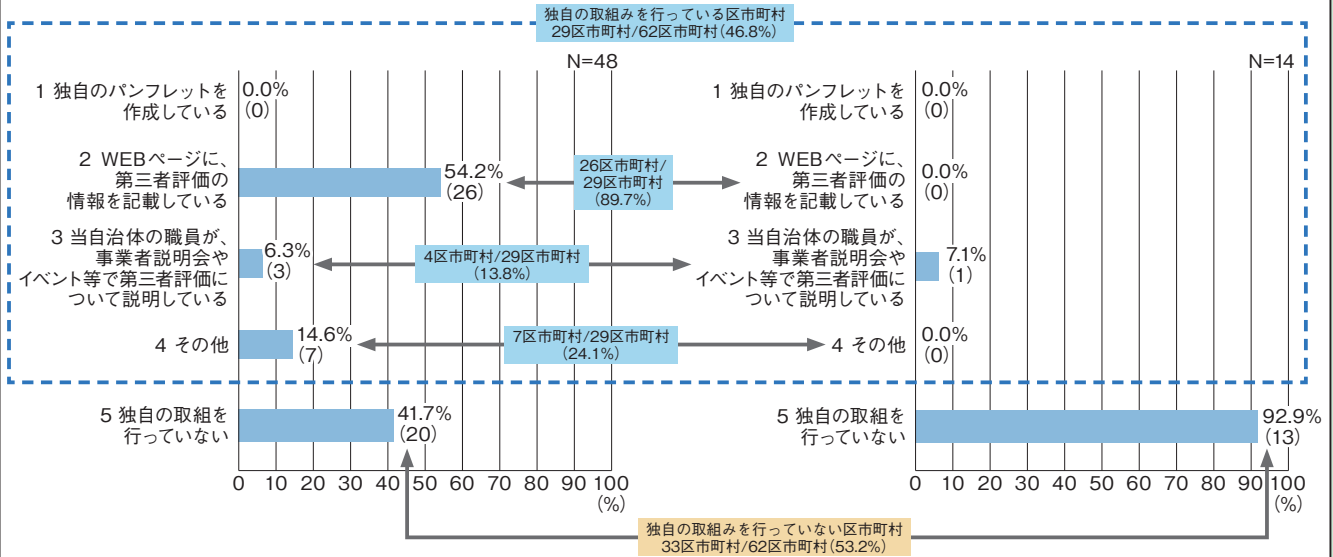 独自の取組みを行っている区市町村
29区市町村/62区市町村(46.8%)
N=48
1 独自のパンフレットを
作成している
0.0%
(0)
2 WEBページに、
第三者評価の
情報を記載している
54.2%
(26)
3 当自治体の職員が、
事業者説明会や
イベント等で第三者評価に
ついて説明している
6.3%
(3)
4 その他
14.6%
(7)
5 独自の取組を
行っていない
41.7%
(20)
0 10 20 30 40 50 60 70 80 90 100
(%)
26区市町村/
29区市町村
(89.7%)
4区市町村/29区市町村
(13.8%)
7区市町村/29区市町村
(24.1%)
N=14
1 独自のパンフレットを
作成している
0.0%
(0)
2 WEBページに、
第三者評価の
情報を記載している
0.0%
(0)
3 当自治体の職員が、
事業者説明会や
イベント等で第三者評価に
ついて説明している
7.1%
(1)
4 その他
0.0%
(0)
5 独自の取組を
行っていない
92.9%
(13)
0 10 20 30 40 50 60 70 80 90 100
(%)
独自の取組みを行っていない区市町村
33区市町村/62区市町村(53.2%)